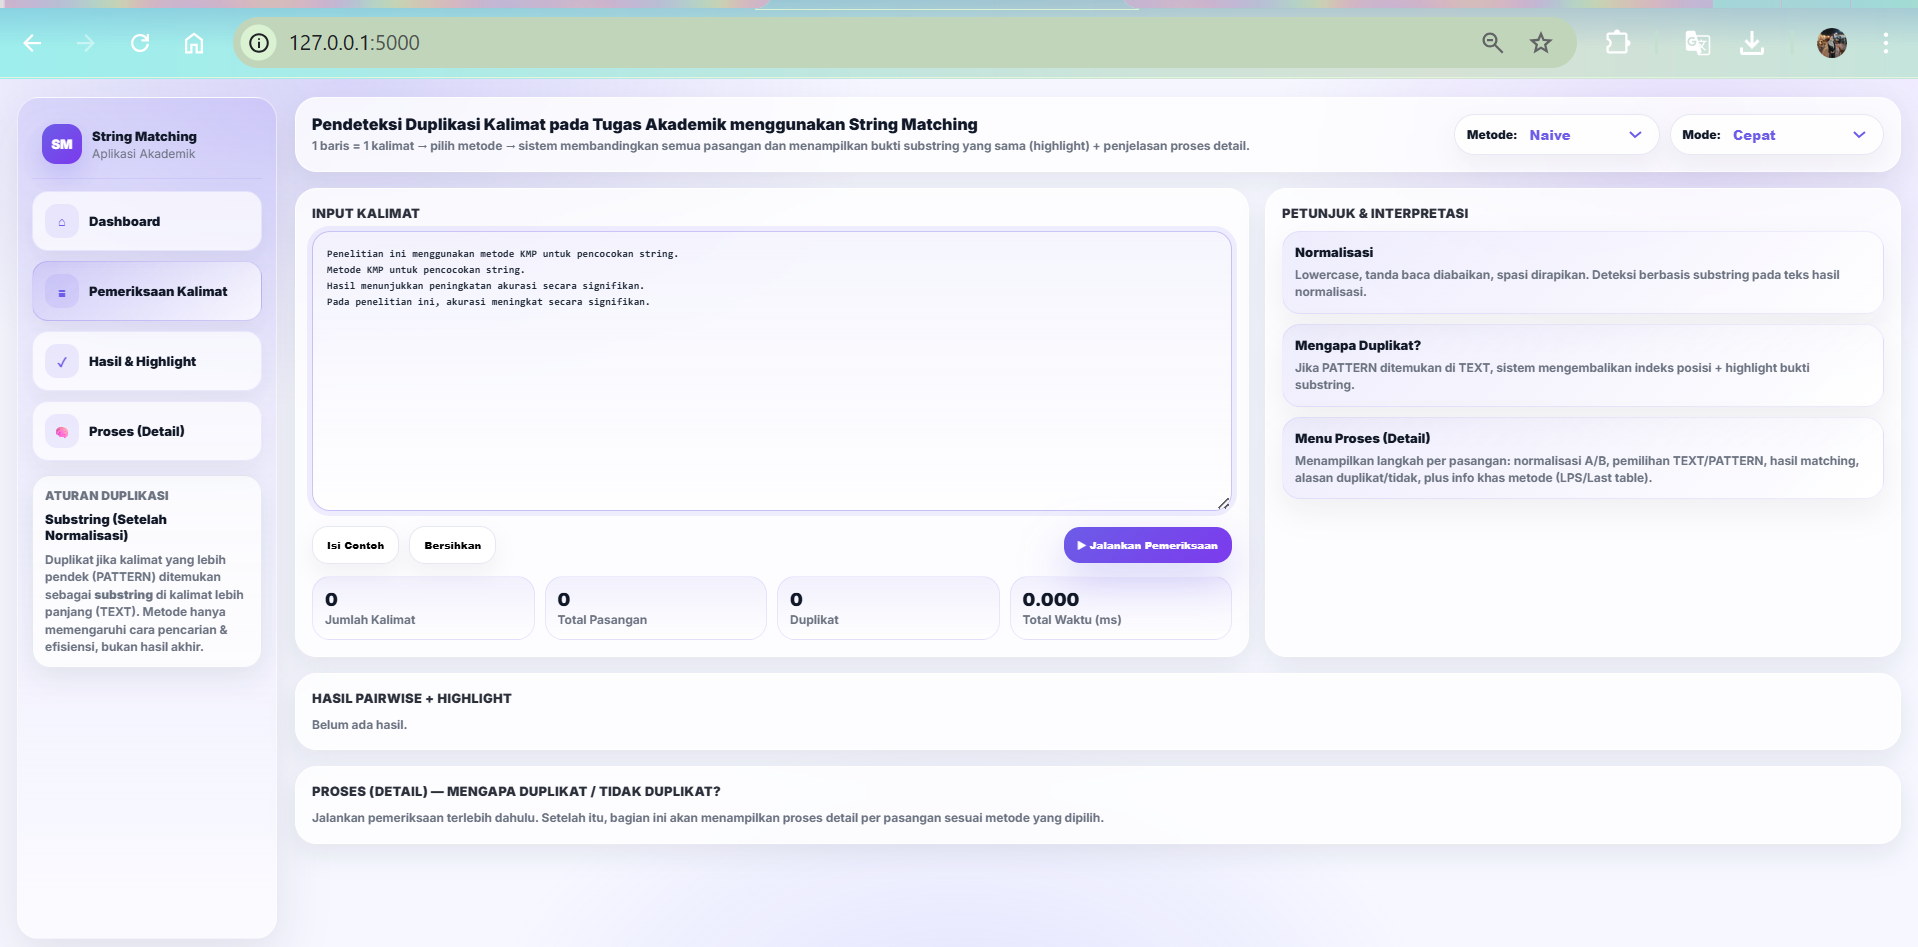 127.0.0.1:5000
SM
String Matching
Aplikasi Akademik
Dashboard
Pemeriksaan Kalimat
Hasil & Highlight
Proses (Detail)
ATURAN DUPLIKASI
Substring (Setelah
Normalisasi)
Duplikat jika kalimat yang lebih
pendek (PATTERN) ditemukan
sebagai substring di kalimat lebih
panjang (TEXT). Metode hanya
memengaruhi cara pencarian &
efisiensi, bukan hasil akhir.
Pendeteksi Duplikasi Kalimat pada Tugas Akademik menggunakan String Matching
1 baris = 1 kalimat → pilih metode → sistem membandingkan semua pasangan dan menampilkan bukti substring yang sama (highlight) + penjelasan proses detail.
Metode: Naive
Mode: Cepat
INPUT KALIMAT
Penelitian ini menggunakan metode KMP untuk pencocokan string.
Metode KMP untuk pencocokan string.
Hasil menunjukkan peningkatan akurasi secara signifikan.
Pada penelitian ini, akurasi meningkat secara signifikan.
Isi Contoh
Bersihkan
▶ Jalankan Pemeriksaan
0
Jumlah Kalimat
0
Total Pasangan
0
Duplikat
0.000
Total Waktu (ms)
PETUNJUK & INTERPRETASI
Normalisasi
Lowercase, tanda baca diabaikan, spasi dirapikan. Deteksi berbasis substring pada teks hasil
normalisasi.
Mengapa Duplikat?
Jika PATTERN ditemukan di TEXT, sistem mengembalikan indeks posisi + highlight bukti
substring.
Menu Proses (Detail)
Menampilkan langkah per pasangan: normalisasi A/B, pemilihan TEXT/PATTERN, hasil matching,
alasan duplikat/tidak, plus info khas metode (LPS/Last table).
HASIL PAIRWISE + HIGHLIGHT
Belum ada hasil.
PROSES (DETAIL) — MENGAPA DUPLIKAT / TIDAK DUPLIKAT?
Jalankan pemeriksaan terlebih dahulu. Setelah itu, bagian ini akan menampilkan proses detail per pasangan sesuai metode yang dipilih.